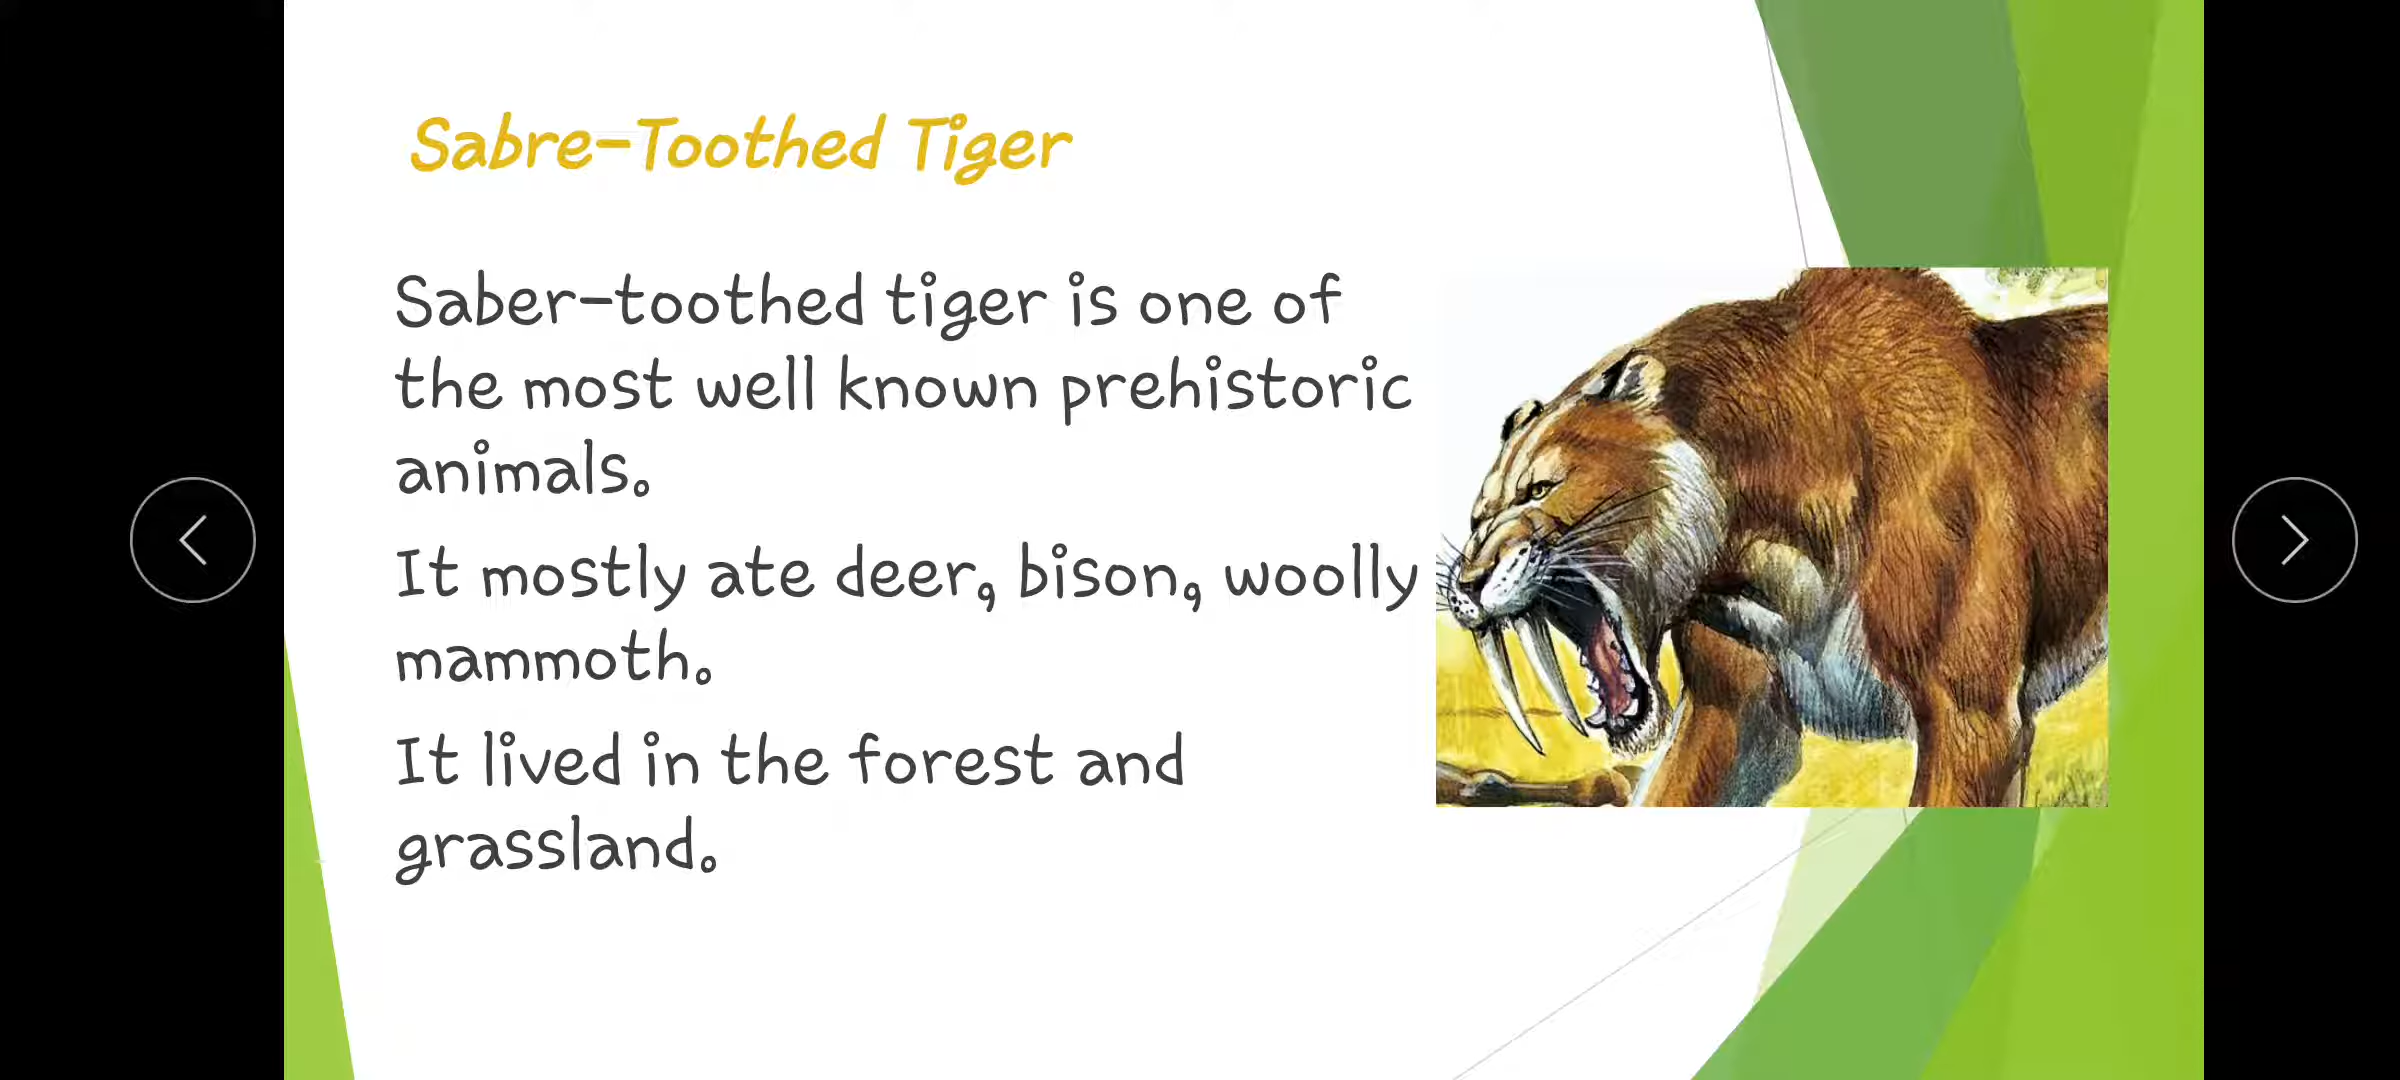 Sabre-Toothed Tiger
Saber-toothed tiger is one of
the most well known prehistoric
animals.
It mostly ate deer, bison, woolly
mammoth.
It lived in the forest and
grassland.